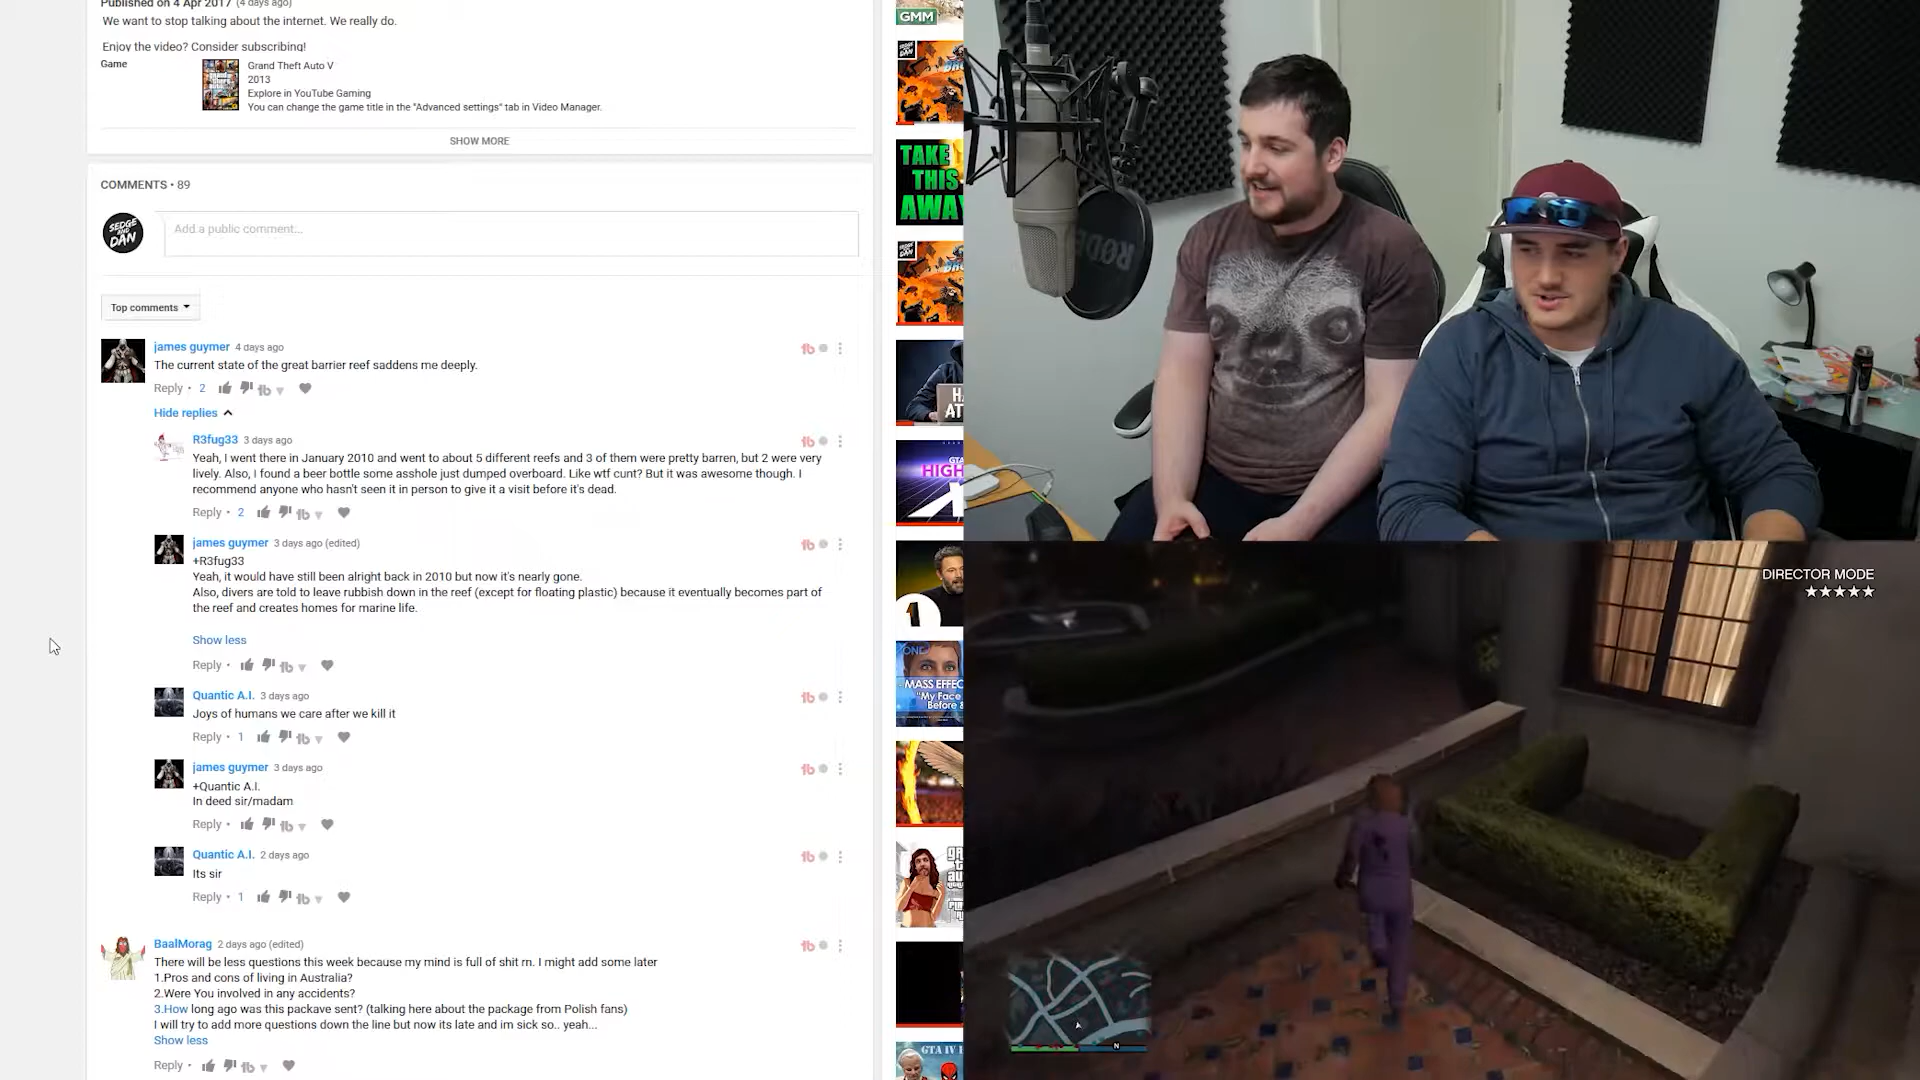 Published on 4 Apr 2017 (4 days ago)
We want to stop talking about the internet. We really do.
Enjoy the video? Consider subscribing!
Game
Grand Theft Auto V
2013
Explore in YouTube Gaming
You can change the game title in the "Advanced settings" tab in Video Manager.
SHOW MORE
COMMENTS • 89
SEDGE AND DAN
Add a public comment...
Top comments
james guymer 4 days ago
The current state of the great barrier reef saddens me deeply.
Reply • 2
Hide replies
R3fug33 3 days ago
Yeah, I went there in January 2010 and went to about 5 different reefs and 3 of them were pretty barren, but 2 were very
lively. Also, I found a beer bottle some asshole just dumped overboard. Like wtf cunt? But it was awesome though. I
recommend anyone who hasn't seen it in person to give it a visit before it's dead.
Reply • 2
james guymer 3 days ago (edited)
+R3fug33
Yeah, it would have still been alright back in 2010 but now it's nearly gone.
Also, divers are told to leave rubbish down in the reef (except for floating plastic) because it eventually becomes part of
the reef and creates homes for marine life.
Show less
Reply •
Quantic A.I. 3 days ago
Joys of humans we care after we kill it
Reply • 1
james guymer 3 days ago
+Quantic A.I.
In deed sir/madam
Reply •
Quantic A.I. 2 days ago
Its sir
Reply • 1
BaalMorag 2 days ago (edited)
There will be less questions this week because my mind is full of shit rn. I might add some later
1.Pros and cons of living in Australia?
2.Were You involved in any accidents?
3.How long ago was this packave sent? (talking here about the package from Polish fans)
I will try to add more questions down the line but now its late and im sick so.. yeah...
Show less
Reply •
GMM
TAKE
THIS
AWAY
HIGH
1
MASS EFFEC
"My Face
Before &
GTA IV
RØDE
DIRECTOR MODE
N